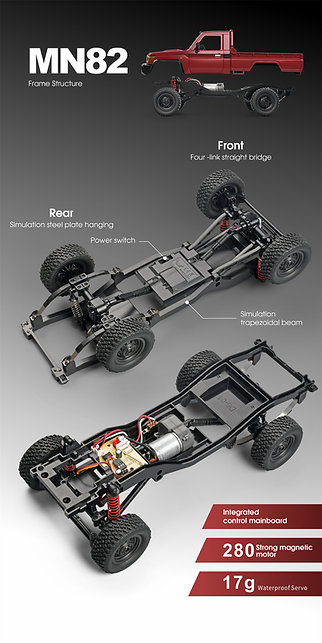 MN82
Frame Structure
Front
Four -link straight bridge
Rear
Simulation steel plate hanging
Power switch
Simulation
trapezoidal beam
Integrated
control mainboard
280 Strong magnetic
motor
17g Waterproof Servo